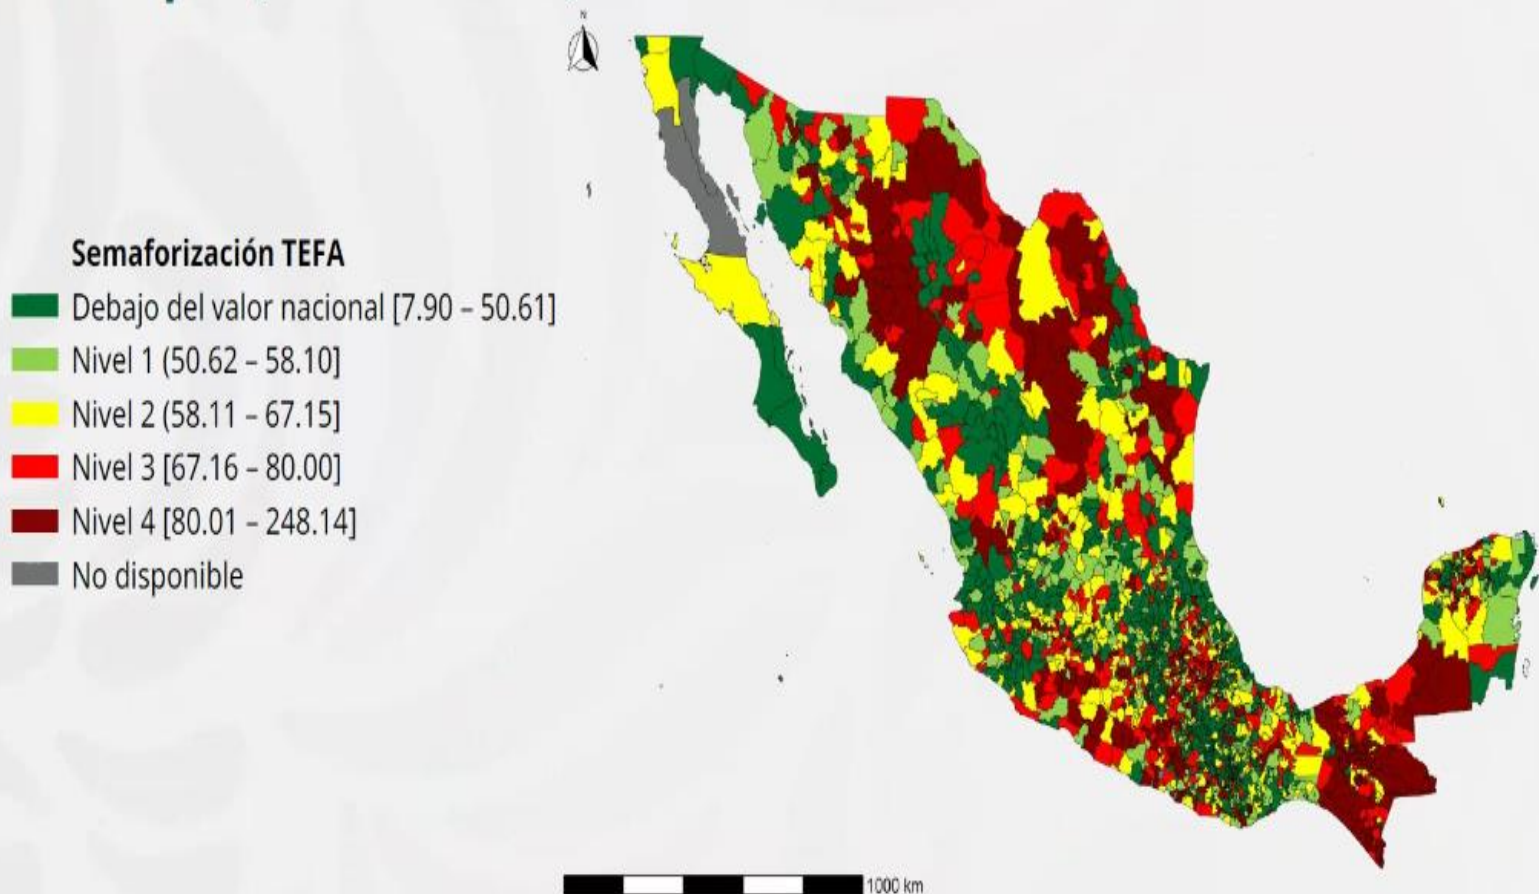 N
Semaforización TEFA
Debajo del valor nacional [7.90 – 50.61]
Nivel 1 (50.62 – 58.10]
Nivel 2 (58.11 – 67.15]
Nivel 3 [67.16 – 80.00]
Nivel 4 [80.01 – 248.14]
No disponible
1000 km